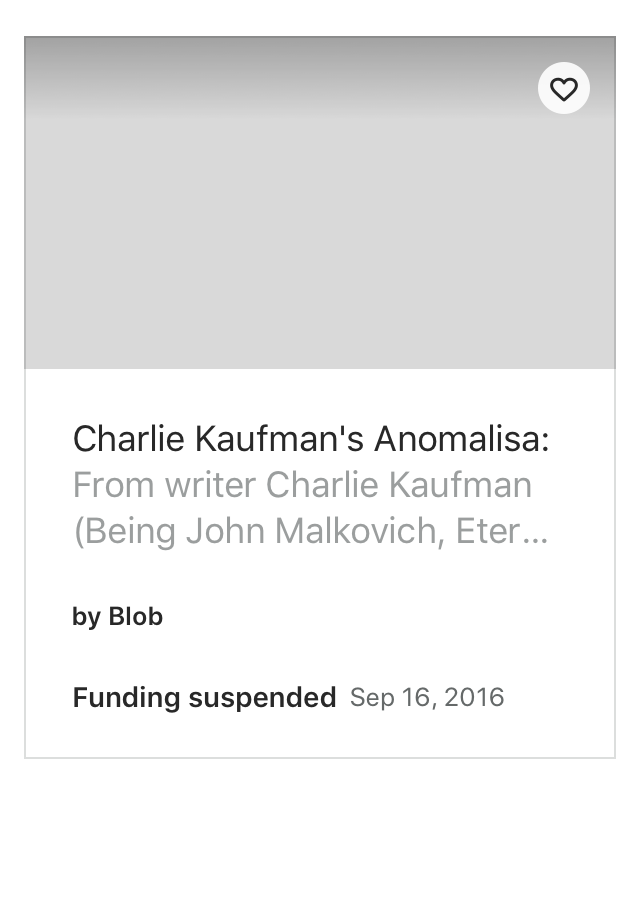 Charlie Kaufman's Anomalisa:
From writer Charlie Kaufman
(Being John Malkovich, Eter...
by Blob
Funding suspended Sep 16, 2016